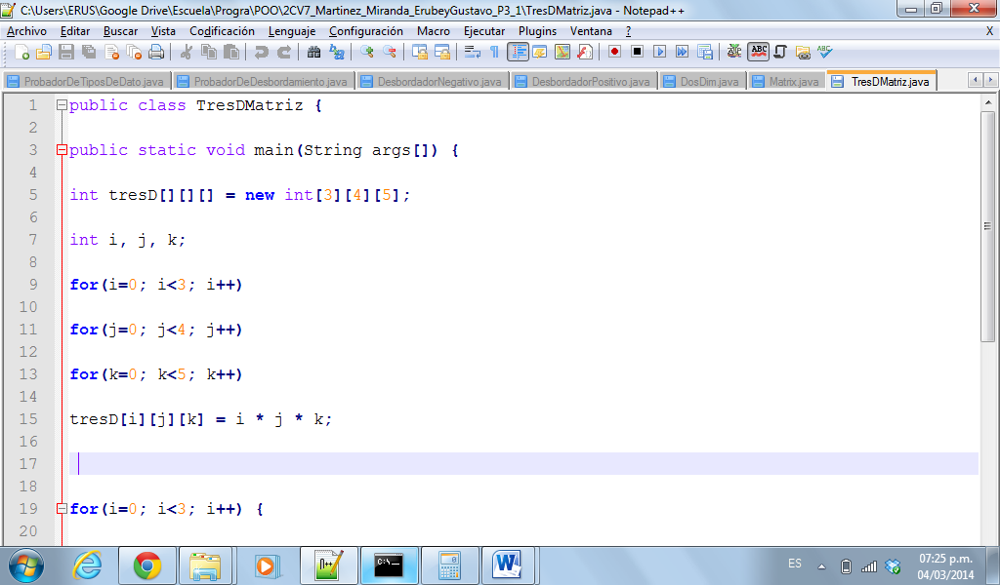 C:\Users\ERUS\Google Drive\Escuela\Progra\POO\2CV7_Martinez_Miranda_ErubeyGustavo_P3_1\TresDMatriz.java - Notepad++
Archivo Editar Buscar Vista Codificación Lenguaje Configuración Macro Ejecutar Plugins Ventana ? X
ABC ABC
ProbadorDeTiposDeDato.java ProbadorDeDesbordamiento.java DesbordadorNegativo.java DesbordadorPositivo.java DosDim.java Matrix.java TresDMatriz.java
1 public class TresDMatriz {
2
3 public static void main(String args[]) {
4
5 int tresD[][][] = new int[3][4][5];
6
7 int i, j, k;
8
9 for(i=0; i<3; i++)
10
11 for(j=0; j<4; j++)
12
13 for(k=0; k<5; k++)
14
15 tresD[i][j][k] = i * j * k;
16
17
18
19 for(i=0; i<3; i++) {
20
ES 07:25 p.m.
04/03/2014